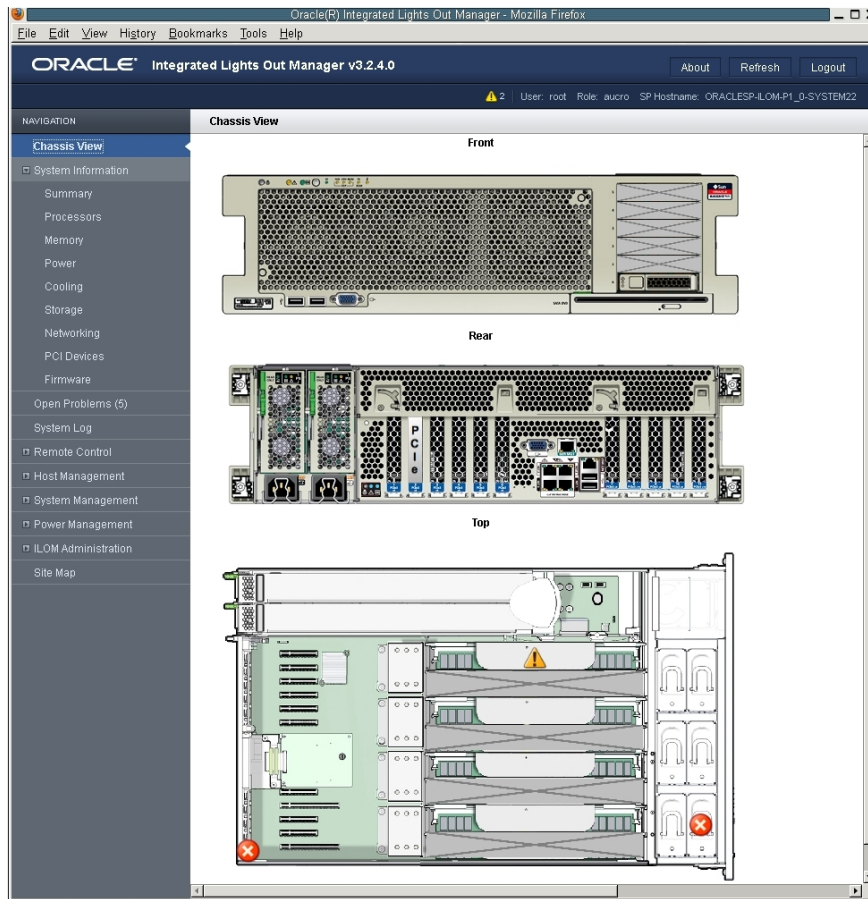 Oracle(R) Integrated Lights Out Manager - Mozilla Firefox
File Edit View History Bookmarks Tools Help
ORACLE® Integrated Lights Out Manager v3.2.4.0
About Refresh Logout
2 User: root Role: aucro SP Hostname: ORACLESP-ILOM-P1_0-SYSTEM22
NAVIGATION
Chassis View
System Information
Summary
Processors
Memory
Power
Cooling
Storage
Networking
PCI Devices
Firmware
Open Problems (5)
System Log
Remote Control
Host Management
System Management
Power Management
ILOM Administration
Site Map
Chassis View
Front
Sun
Rear
PCIe
Top